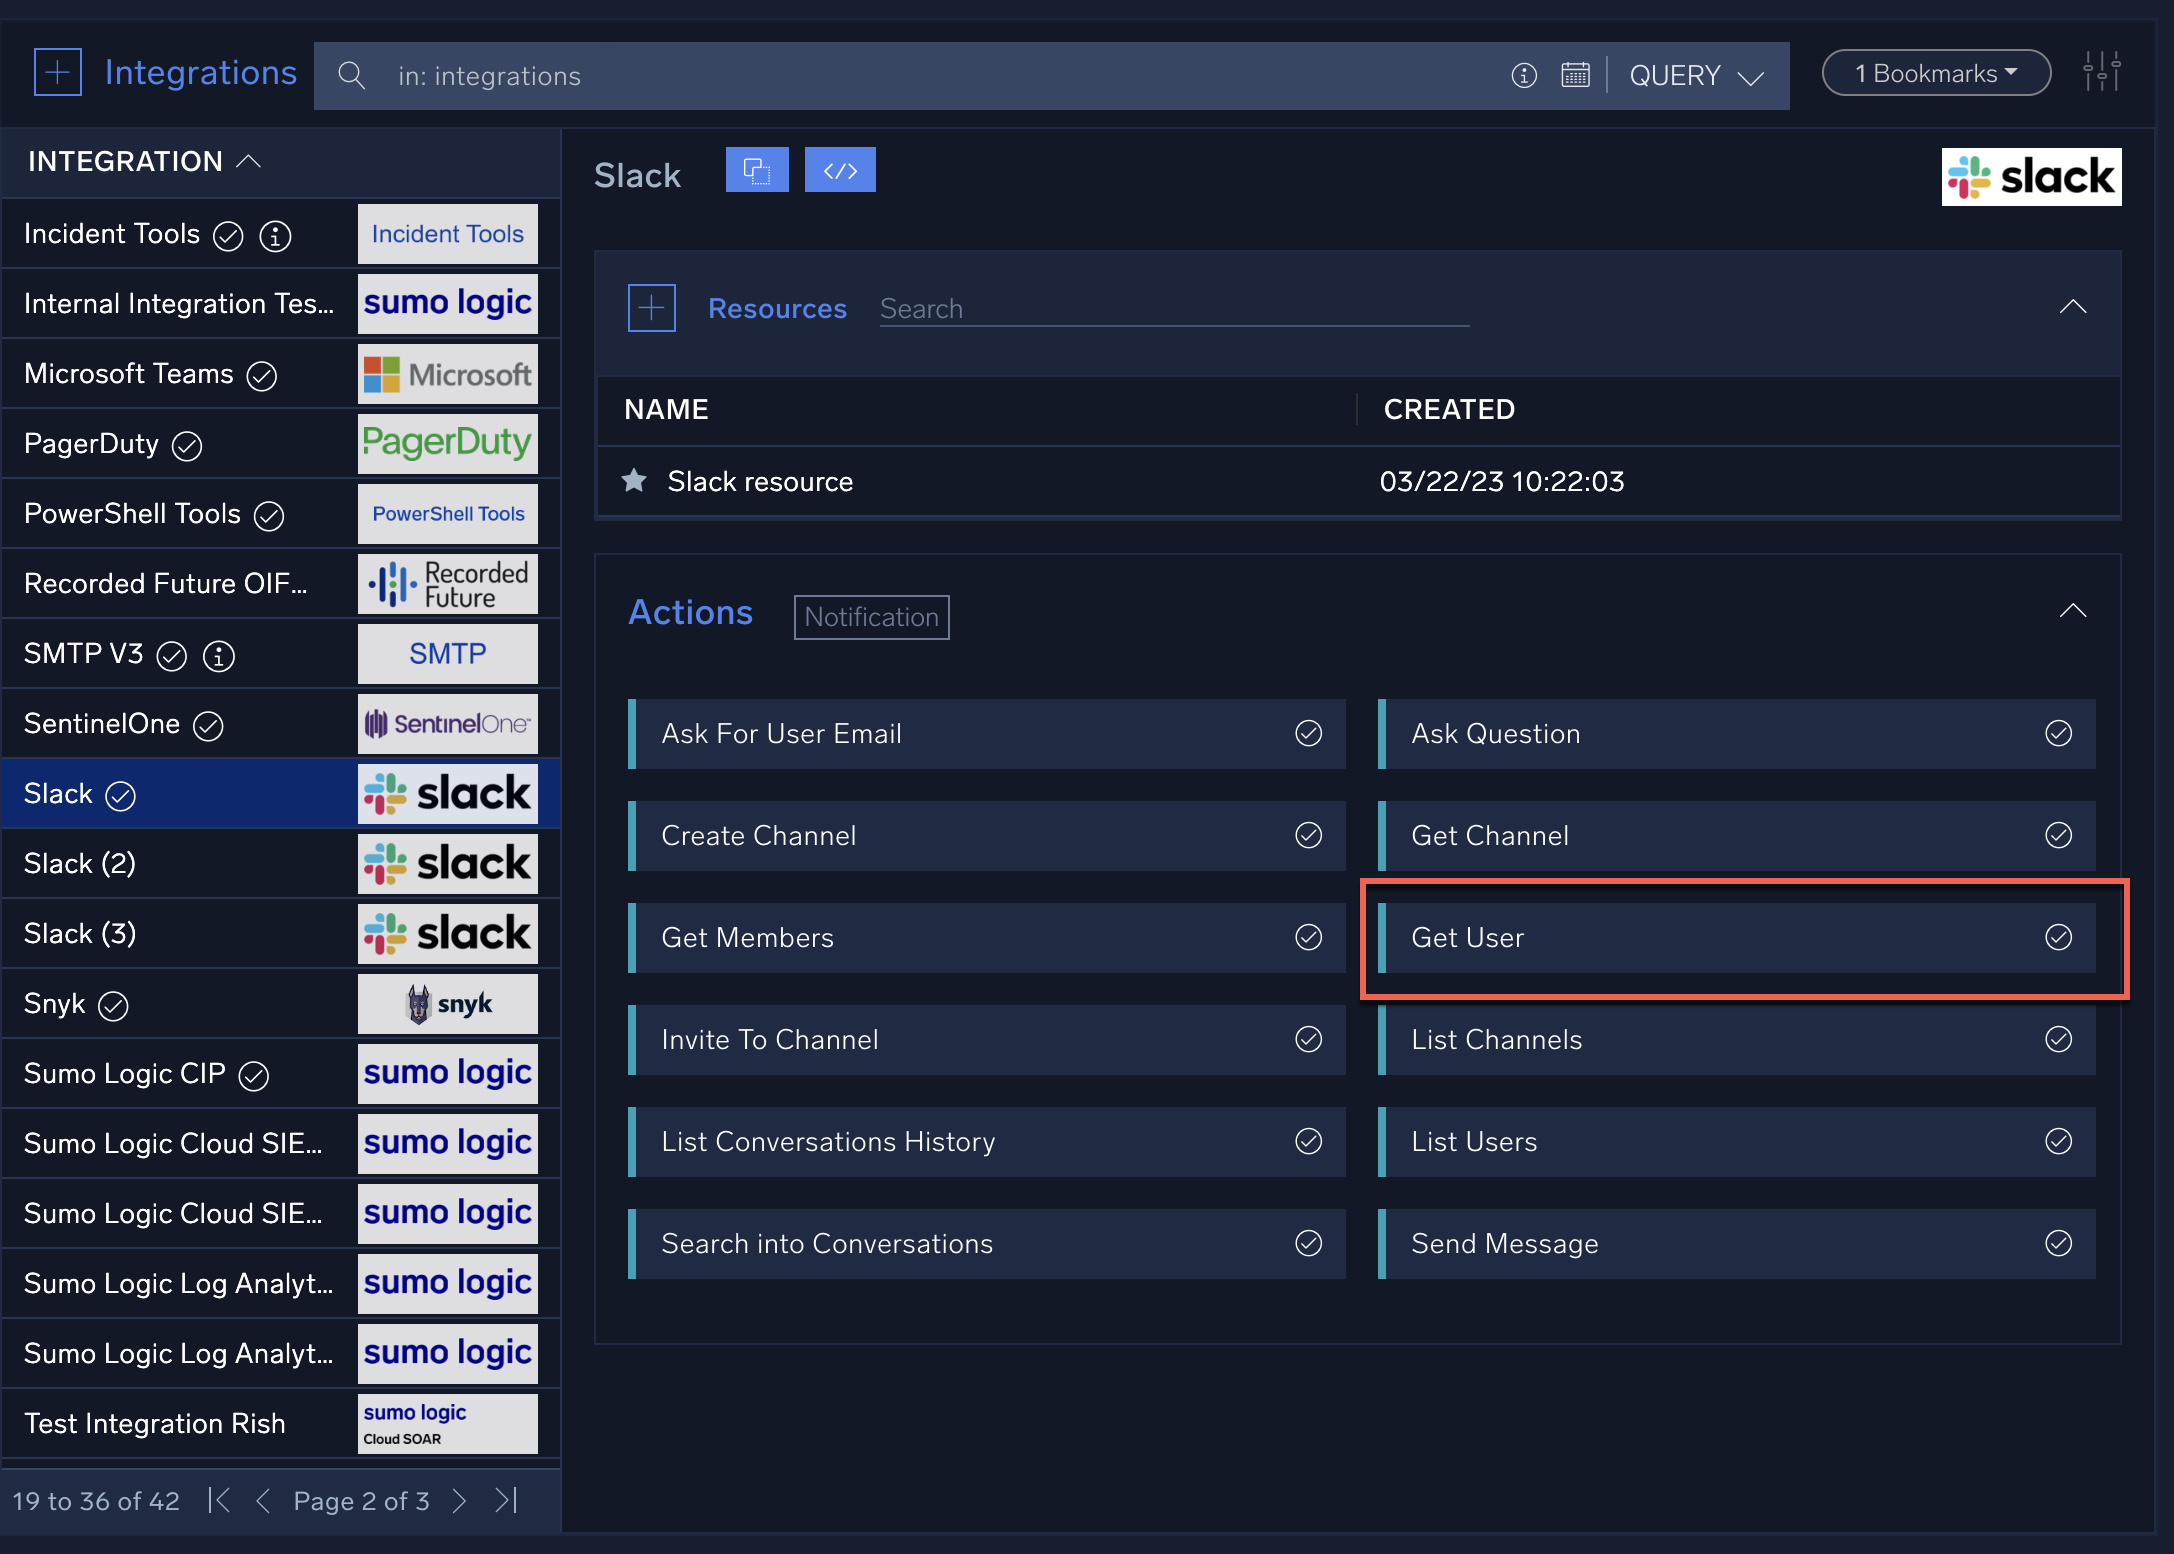 Integrations
in: integrations
QUERY
1 Bookmarks
INTEGRATION
Incident Tools
Incident Tools
Internal Integration Tes...
sumo logic
Microsoft Teams
Microsoft
PagerDuty
PagerDuty
PowerShell Tools
PowerShell Tools
Recorded Future OIF...
Recorded
Future
SMTP V3
SMTP
SentinelOne
SentinelOne
Slack
slack
Slack (2)
slack
Slack (3)
slack
Snyk
snyk
Sumo Logic CIP
sumo logic
Sumo Logic Cloud SIE...
sumo logic
Sumo Logic Cloud SIE...
sumo logic
Sumo Logic Log Analyt...
sumo logic
Sumo Logic Log Analyt...
sumo logic
Test Integration Rish
sumo logic
Cloud SOAR
19 to 36 of 42
Page 2 of 3
Slack
</>
slack
Resources
Search
NAME
CREATED
Slack resource
03/22/23 10:22:03
Actions
Notification
Ask For User Email
Ask Question
Create Channel
Get Channel
Get Members
Get User
Invite To Channel
List Channels
List Conversations History
List Users
Search into Conversations
Send Message